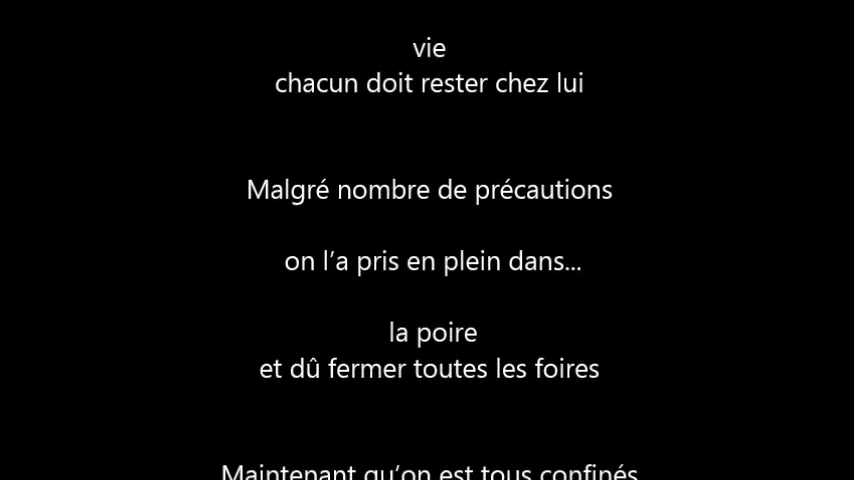 vie
chacun doit rester chez lui
Malgré nombre de précautions
on l’a pris en plein dans...
la poire
et dû fermer toutes les foires
Maintenant qu’on est tous confinés